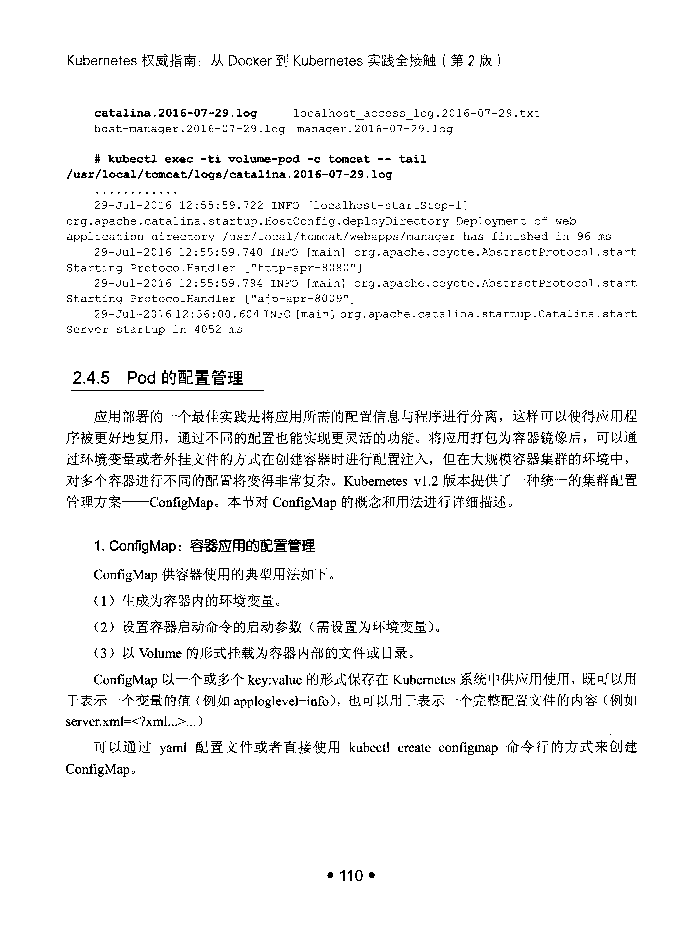 Kubernetes 权威指南：从 Docker 到 Kubernetes 实践全接触（第 2 版）
catalina.2016-07-29.log localhost_access_log.2016-07-29.txt
host-manager.2016-07-29.log manager.2016-07-29.log
# kubectl exec -ti volume-pod -c tomcat -- tail
/usr/local/tomcat/logs/catalina.2016-07-29.log
............
29-Jul-2016 12:55:59.722 INFO [localhost-startStop-1]
org.apache.catalina.startup.HostConfig.deployDirectory Deployment of web
application directory /usr/local/tomcat/webapps/manager has finished in 96 ms
29-Jul-2016 12:55:59.740 INFO [main] org.apache.coyote.AbstractProtocol.start
Starting ProtocolHandler ["http-apr-8080"]
29-Jul-2016 12:55:59.794 INFO [main] org.apache.coyote.AbstractProtocol.start
Starting ProtocolHandler ["ajp-apr-8009"]
29-Jul-2016 12:56:00.604 INFO [main] org.apache.catalina.startup.Catalina.start
Server startup in 4052 ms
2.4.5 Pod 的配置管理
应用部署的一个最佳实践是将应用所需的配置信息与程序进行分离，这样可以使得应用程
序被更好地复用，通过不同的配置也能实现更灵活的功能。将应用打包为容器镜像后，可以通
过环境变量或者外挂文件的方式在创建容器时进行配置注入，但在大规模容器集群的环境中，
对多个容器进行不同的配置将变得非常复杂。Kubernetes v1.2 版本提供了一种统一的集群配置
管理方案——ConfigMap。本节对 ConfigMap 的概念和用法进行详细描述。
1. ConfigMap：容器应用的配置管理
ConfigMap 供容器使用的典型用法如下。
（1）生成为容器内的环境变量。
（2）设置容器启动命令的启动参数（需设置为环境变量）。
（3）以 Volume 的形式挂载为容器内部的文件或目录。
ConfigMap 以一个或多个 key:value 的形式保存在 Kubernetes 系统中供应用使用，既可以用
于表示一个变量的值（例如 apploglevel=info），也可以用于表示一个完整配置文件的内容（例如
server.xml=<?xml...>...）
可以通过 yaml 配置文件或者直接使用 kubectl create configmap 命令行的方式来创建
ConfigMap。
• 110 •